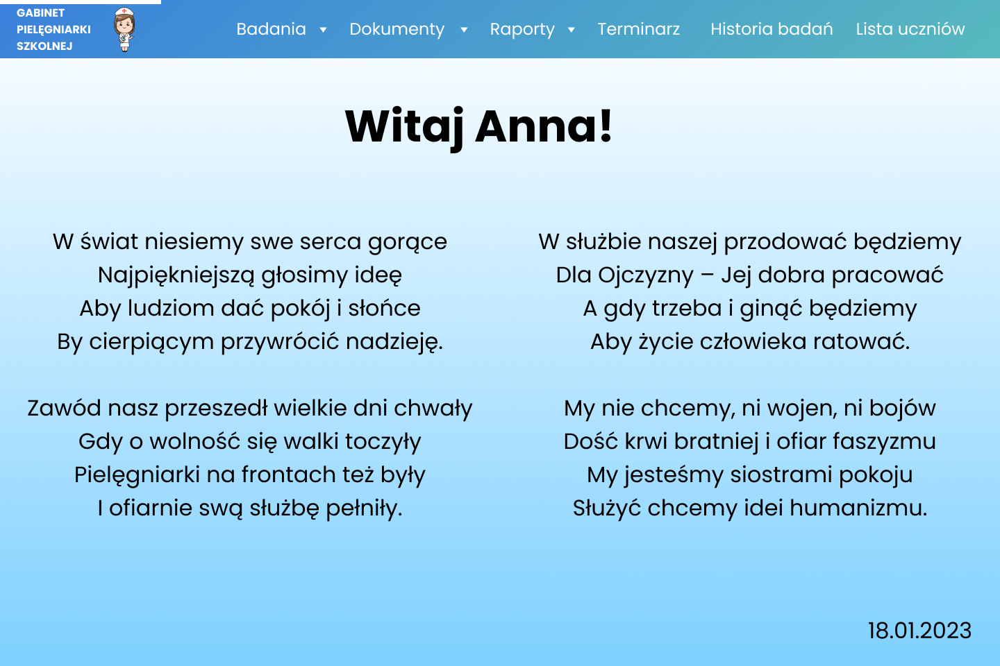 GABINET
PIELĘGNIARKI
SZKOLNEJ
Badania
Dokumenty
Raporty
Terminarz
Historia badań
Lista uczniów
Witaj Anna!
W świat niesiemy swe serca gorące
Najpiękniejszą głosimy ideę
Aby ludziom dać pokój i słońce
By cierpiącym przywrócić nadzieję.
Zawód nasz przeszedł wielkie dni chwały
Gdy o wolność się walki toczyły
Pielęgniarki na frontach też były
I ofiarnie swą służbę pełniły.
W służbie naszej przodować będziemy
Dla Ojczyzny – Jej dobra pracować
A gdy trzeba i ginąć będziemy
Aby życie człowieka ratować.
My nie chcemy, ni wojen, ni bojów
Dość krwi bratniej i ofiar faszyzmu
My jesteśmy siostrami pokoju
Służyć chcemy idei humanizmu.
18.01.2023